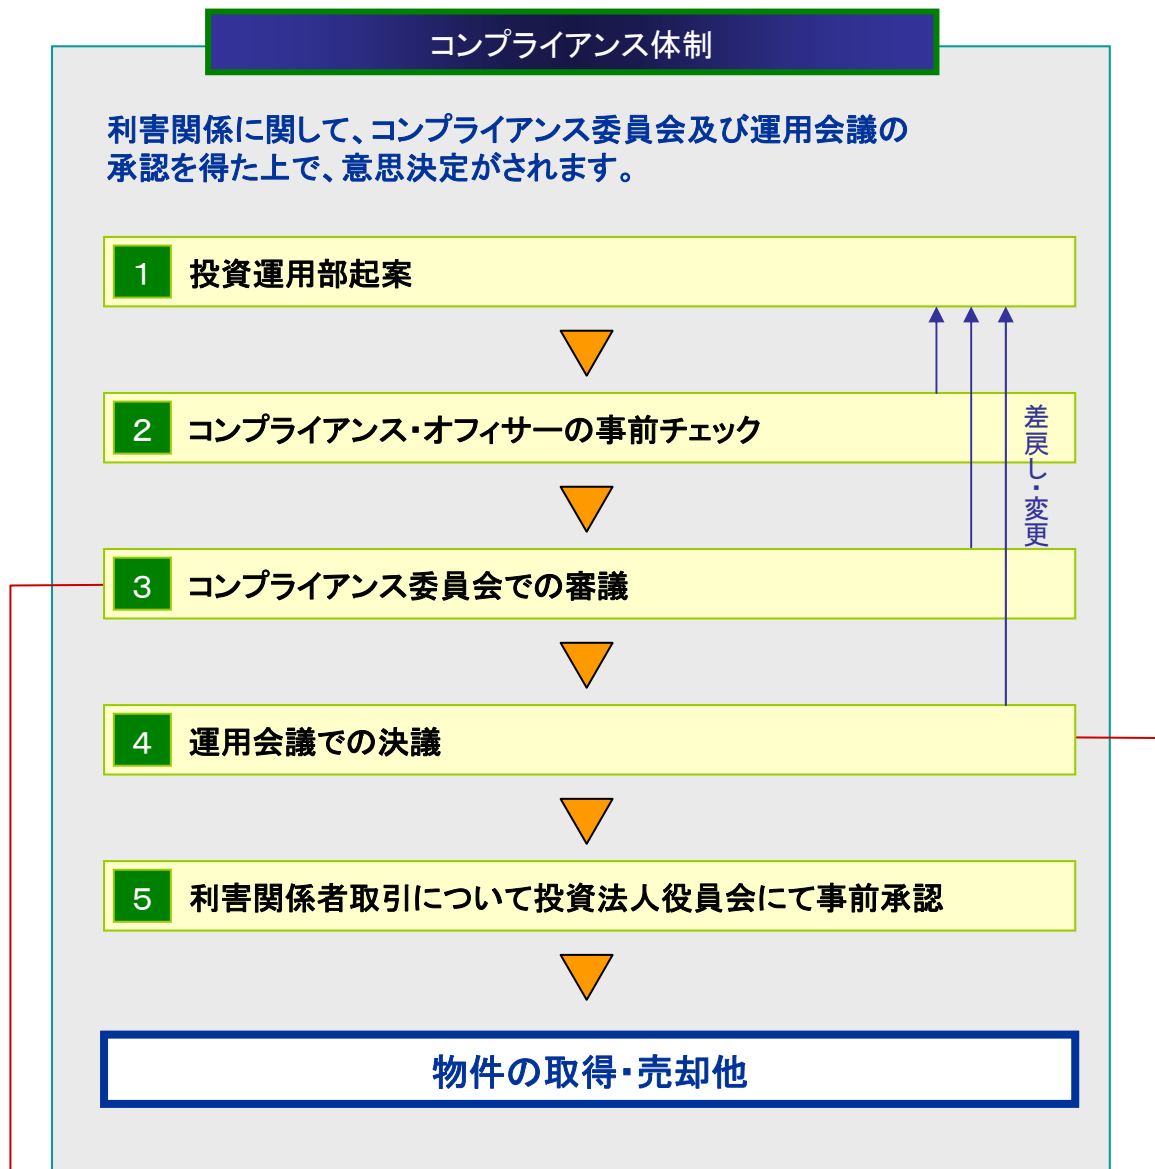 コンプライアンス体制
利害関係に関して、コンプライアンス委員会及び運用会議の
承認を得た上で、意思決定がされます。
1 投資運用部起案
2 コンプライアンス・オフィサーの事前チェック
差戻し・変更
3 コンプライアンス委員会での審議
4 運用会議での決議
5 利害関係者取引について投資法人役員会にて事前承認
物件の取得・売却他